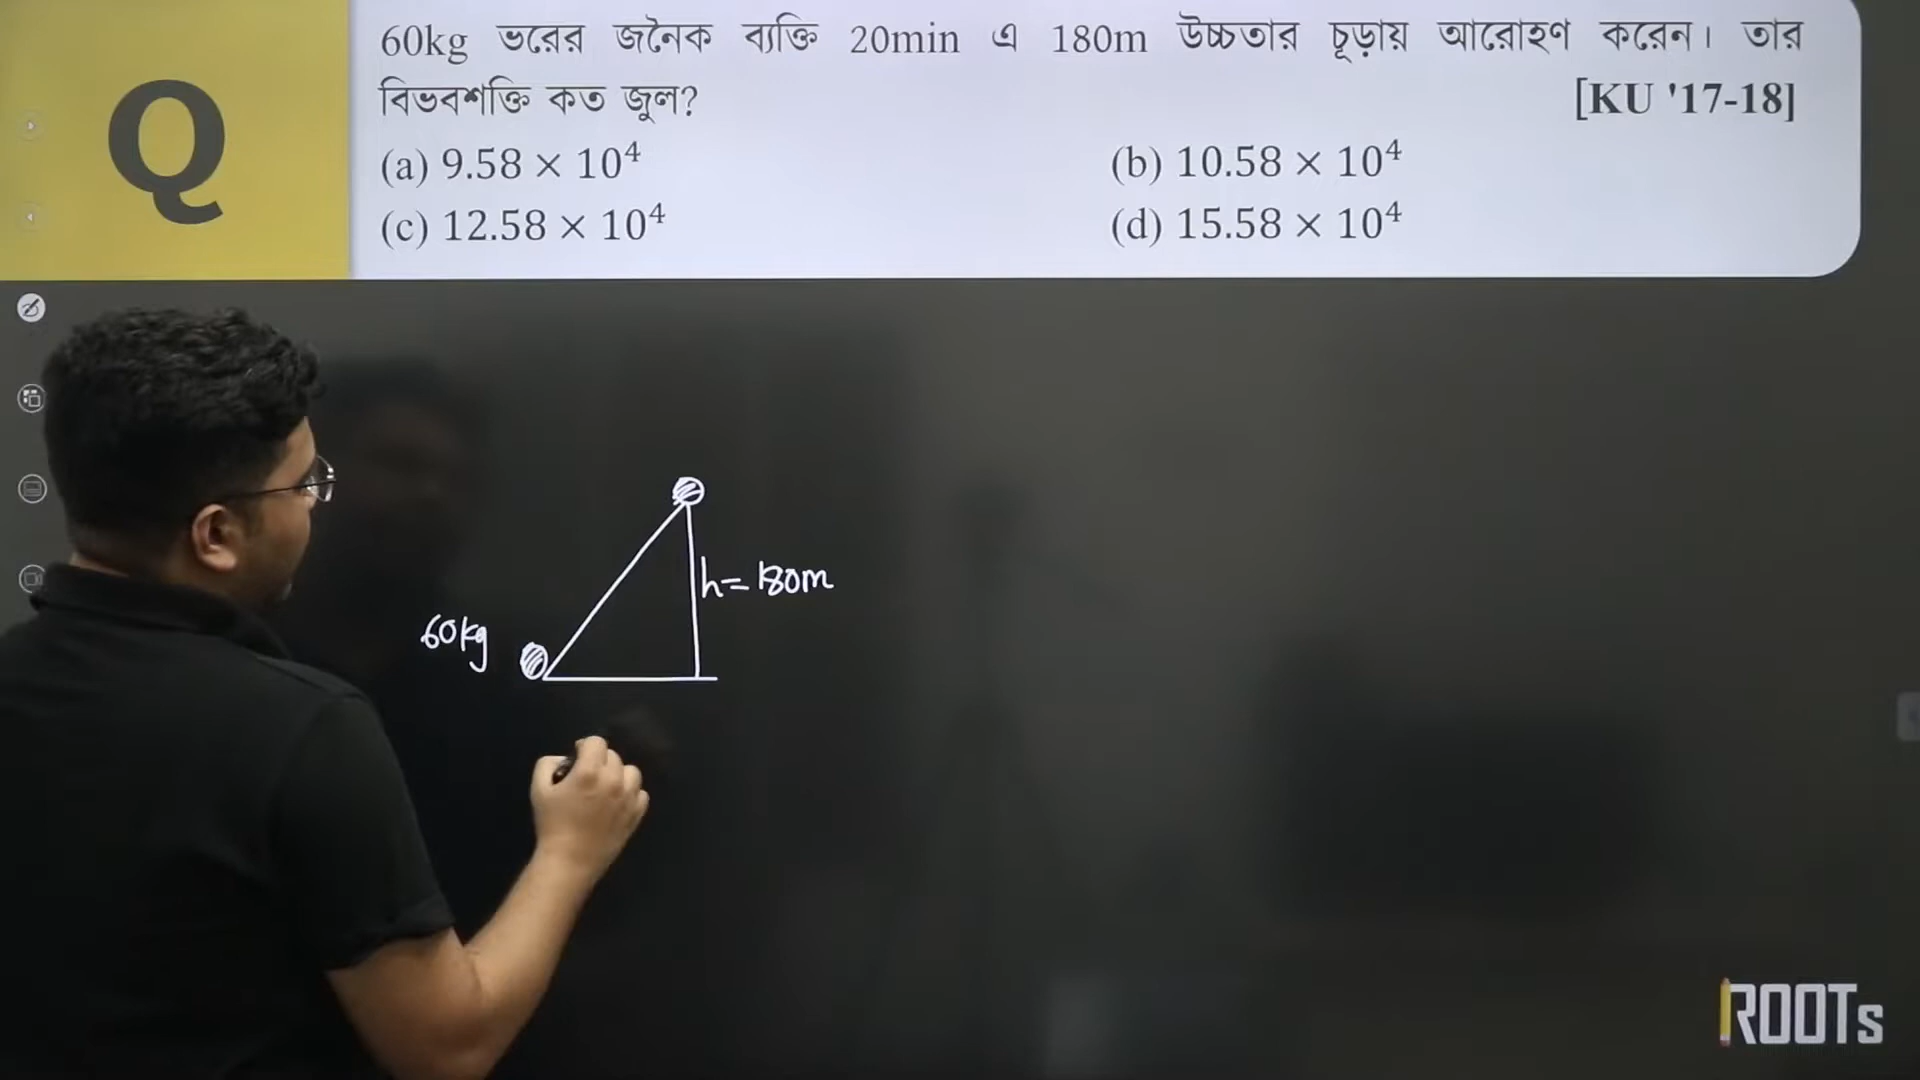 Q
60kg ভরের জনৈক ব্যক্তি 20min এ 180m উচ্চতার চূড়ায় আরোহণ করেন। তার
বিভবশক্তি কত জুল? [KU '17-18]
(a) 9.58 × 10⁴ (b) 10.58 × 10⁴
(c) 12.58 × 10⁴ (d) 15.58 × 10⁴
h = 180m
60kg
ROOTs